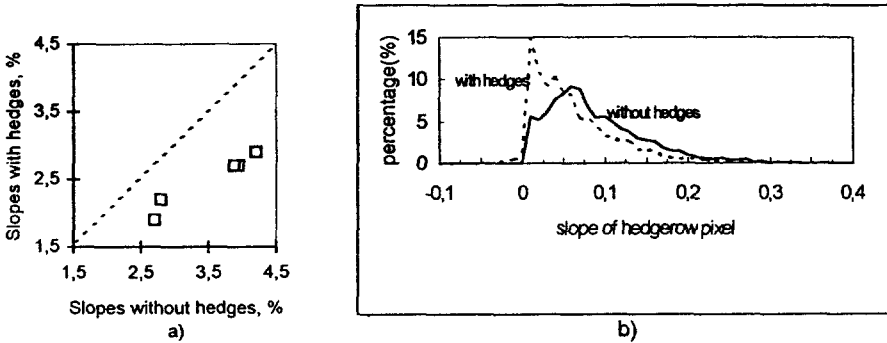 4,5
3,5
2,5
1,5
Slopes with hedges, %
1,5 2,5 3,5 4,5
Slopes without hedges, %
a)
15
10
5
0
percentage(%)
with hedges
without hedges
-0,1 0 0,1 0,2 0,3 0,4
slope of hedgerow pixel
b)